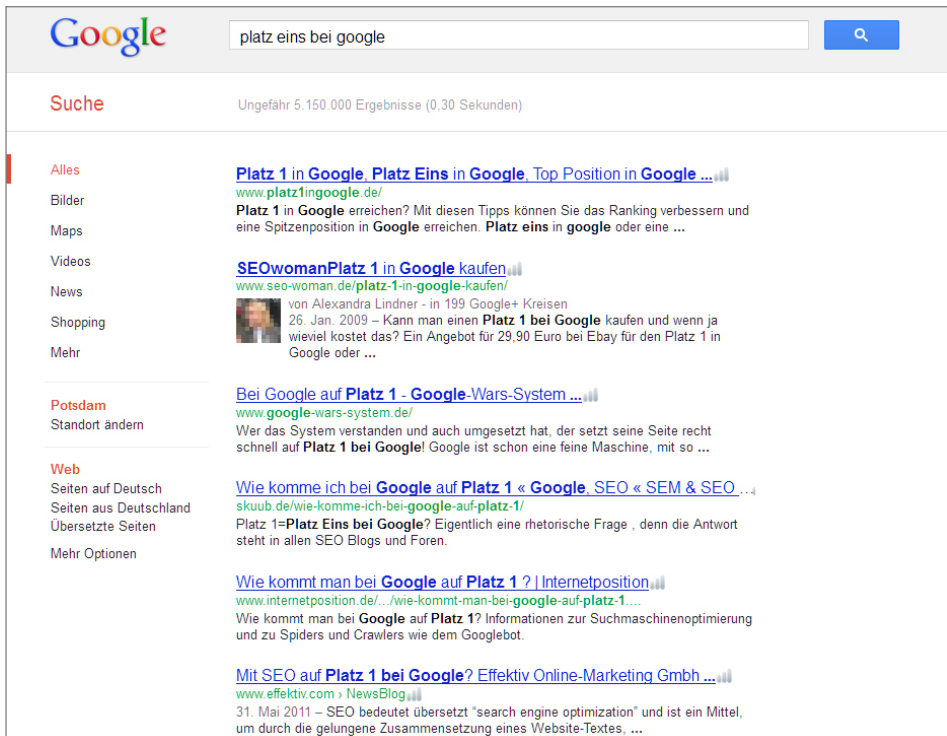 Google
platz eins bei google
Suche
Ungefähr 5.150.000 Ergebnisse (0,30 Sekunden)
Alles
Bilder
Maps
Videos
News
Shopping
Mehr
Potsdam
Standort ändern
Web
Seiten auf Deutsch
Seiten aus Deutschland
Übersetzte Seiten
Mehr Optionen
Platz 1 in Google, Platz Eins in Google, Top Position in Google ...
www.platz1ingoogle.de/
Platz 1 in Google erreichen? Mit diesen Tipps können Sie das Ranking verbessern und
eine Spitzenposition in Google erreichen. Platz eins in google oder eine ...
SEOwomanPlatz 1 in Google kaufen
www.seo-woman.de/platz-1-in-google-kaufen/
von Alexandra Lindner - in 199 Google+ Kreisen
26. Jan. 2009 – Kann man einen Platz 1 bei Google kaufen und wenn ja
wieviel kostet das? Ein Angebot für 29,90 Euro bei Ebay für den Platz 1 in
Google oder ...
Bei Google auf Platz 1 - Google-Wars-System ...
www.google-wars-system.de/
Wer das System verstanden und auch umgesetzt hat, der setzt seine Seite recht
schnell auf Platz 1 bei Google! Google ist schon eine feine Maschine, mit so ...
Wie komme ich bei Google auf Platz 1 « Google, SEO « SEM & SEO ...
skuub.de/wie-komme-ich-bei-google-auf-platz-1/
Platz 1=Platz Eins bei Google? Eigentlich eine rhetorische Frage , denn die Antwort
steht in allen SEO Blogs und Foren.
Wie kommt man bei Google auf Platz 1 ? | Internetposition
www.internetposition.de/.../wie-kommt-man-bei-google-auf-platz-1....
Wie kommt man bei Google auf Platz 1? Informationen zur Suchmaschinenoptimierung
und zu Spiders und Crawlers wie dem Googlebot.
Mit SEO auf Platz 1 bei Google? Effektiv Online-Marketing Gmbh ...
www.effektiv.com › NewsBlog
31. Mai 2011 – SEO bedeutet übersetzt “search engine optimization” und ist ein Mittel,
um durch die gelungene Zusammensetzung eines Website-Textes, ...